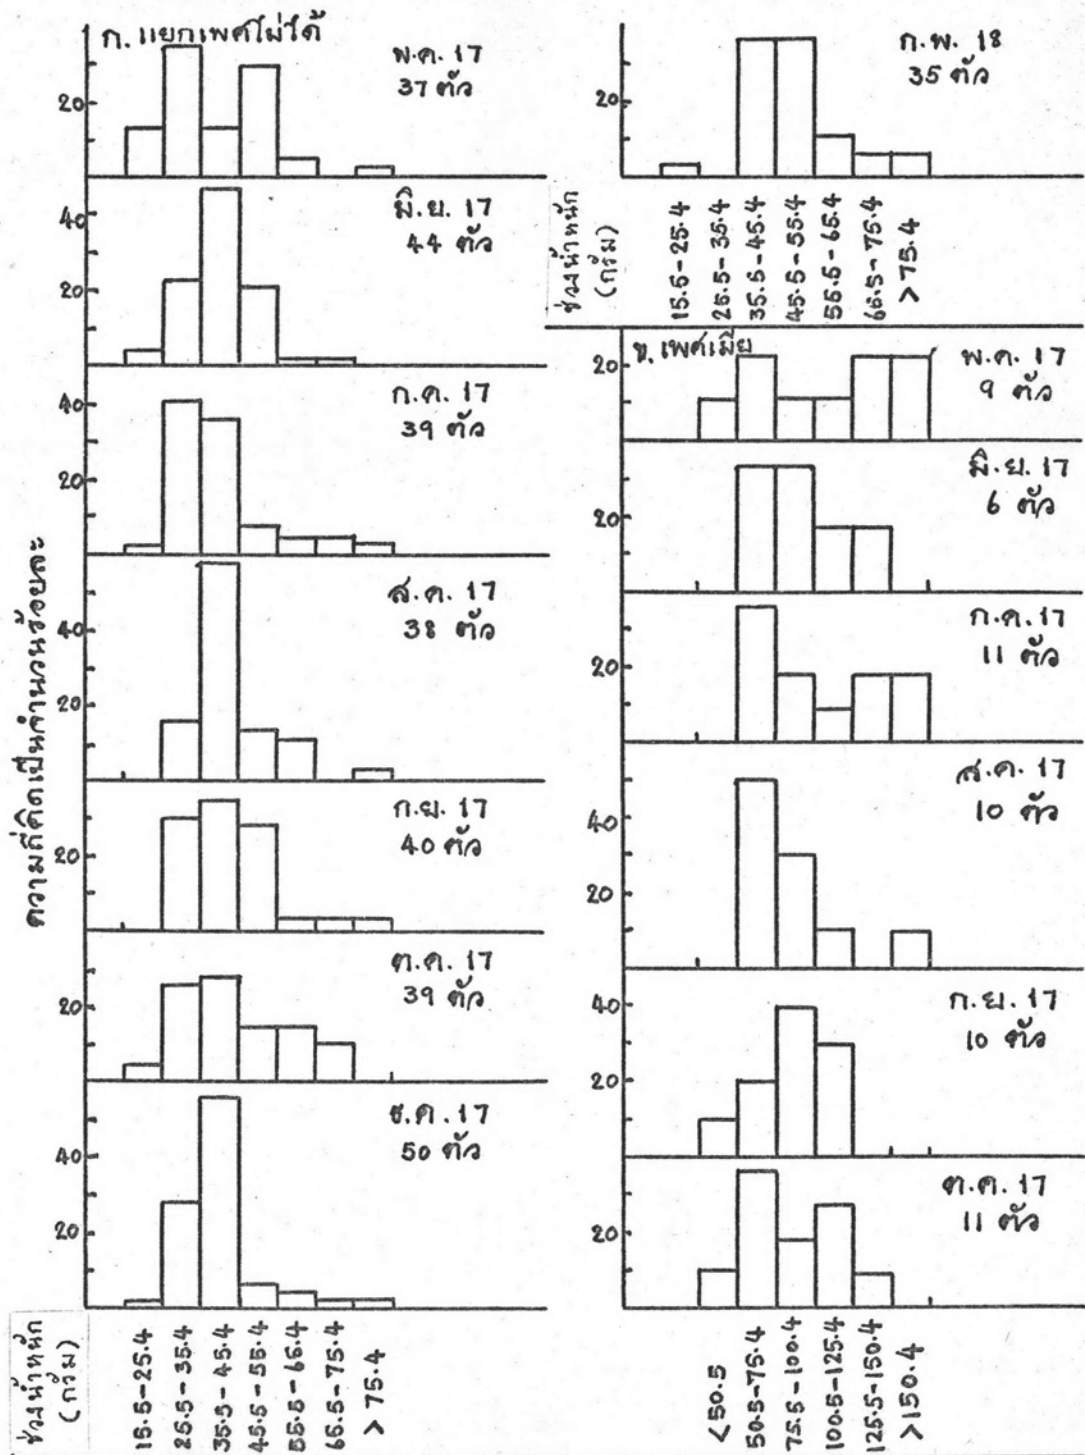 ก. แยกเพศไม่ได้
พ.ค. 17
37 ตัว
20
มิ.ย. 17
44 ตัว
40
20
ก.ค. 17
39 ตัว
40
20
ส.ค. 17
38 ตัว
40
20
ก.ย. 17
40 ตัว
20
ต.ค. 17
39 ตัว
20
ธ.ค. 17
50 ตัว
40
20
ความถี่คิดเป็นจำนวนร้อยละ
ช่วงน้ำหนัก
(กรัม)
15.5-25.4
25.5-35.4
35.5-45.4
45.5-55.4
55.5-65.4
65.5-75.4
>75.4
ก.พ. 18
35 ตัว
20
ช่วงน้ำหนัก
(กรัม)
15.5-25.4
25.5-35.4
35.5-45.4
45.5-55.4
55.5-65.4
65.5-75.4
>75.4
ข. เพศเมีย
พ.ค. 17
9 ตัว
20
มิ.ย. 17
6 ตัว
20
ก.ค. 17
11 ตัว
20
ส.ค. 17
10 ตัว
40
20
ก.ย. 17
10 ตัว
40
20
ต.ค. 17
11 ตัว
20
<50.5
50.5-75.4
75.5-100.4
100.5-125.4
125.5-150.4
>150.4